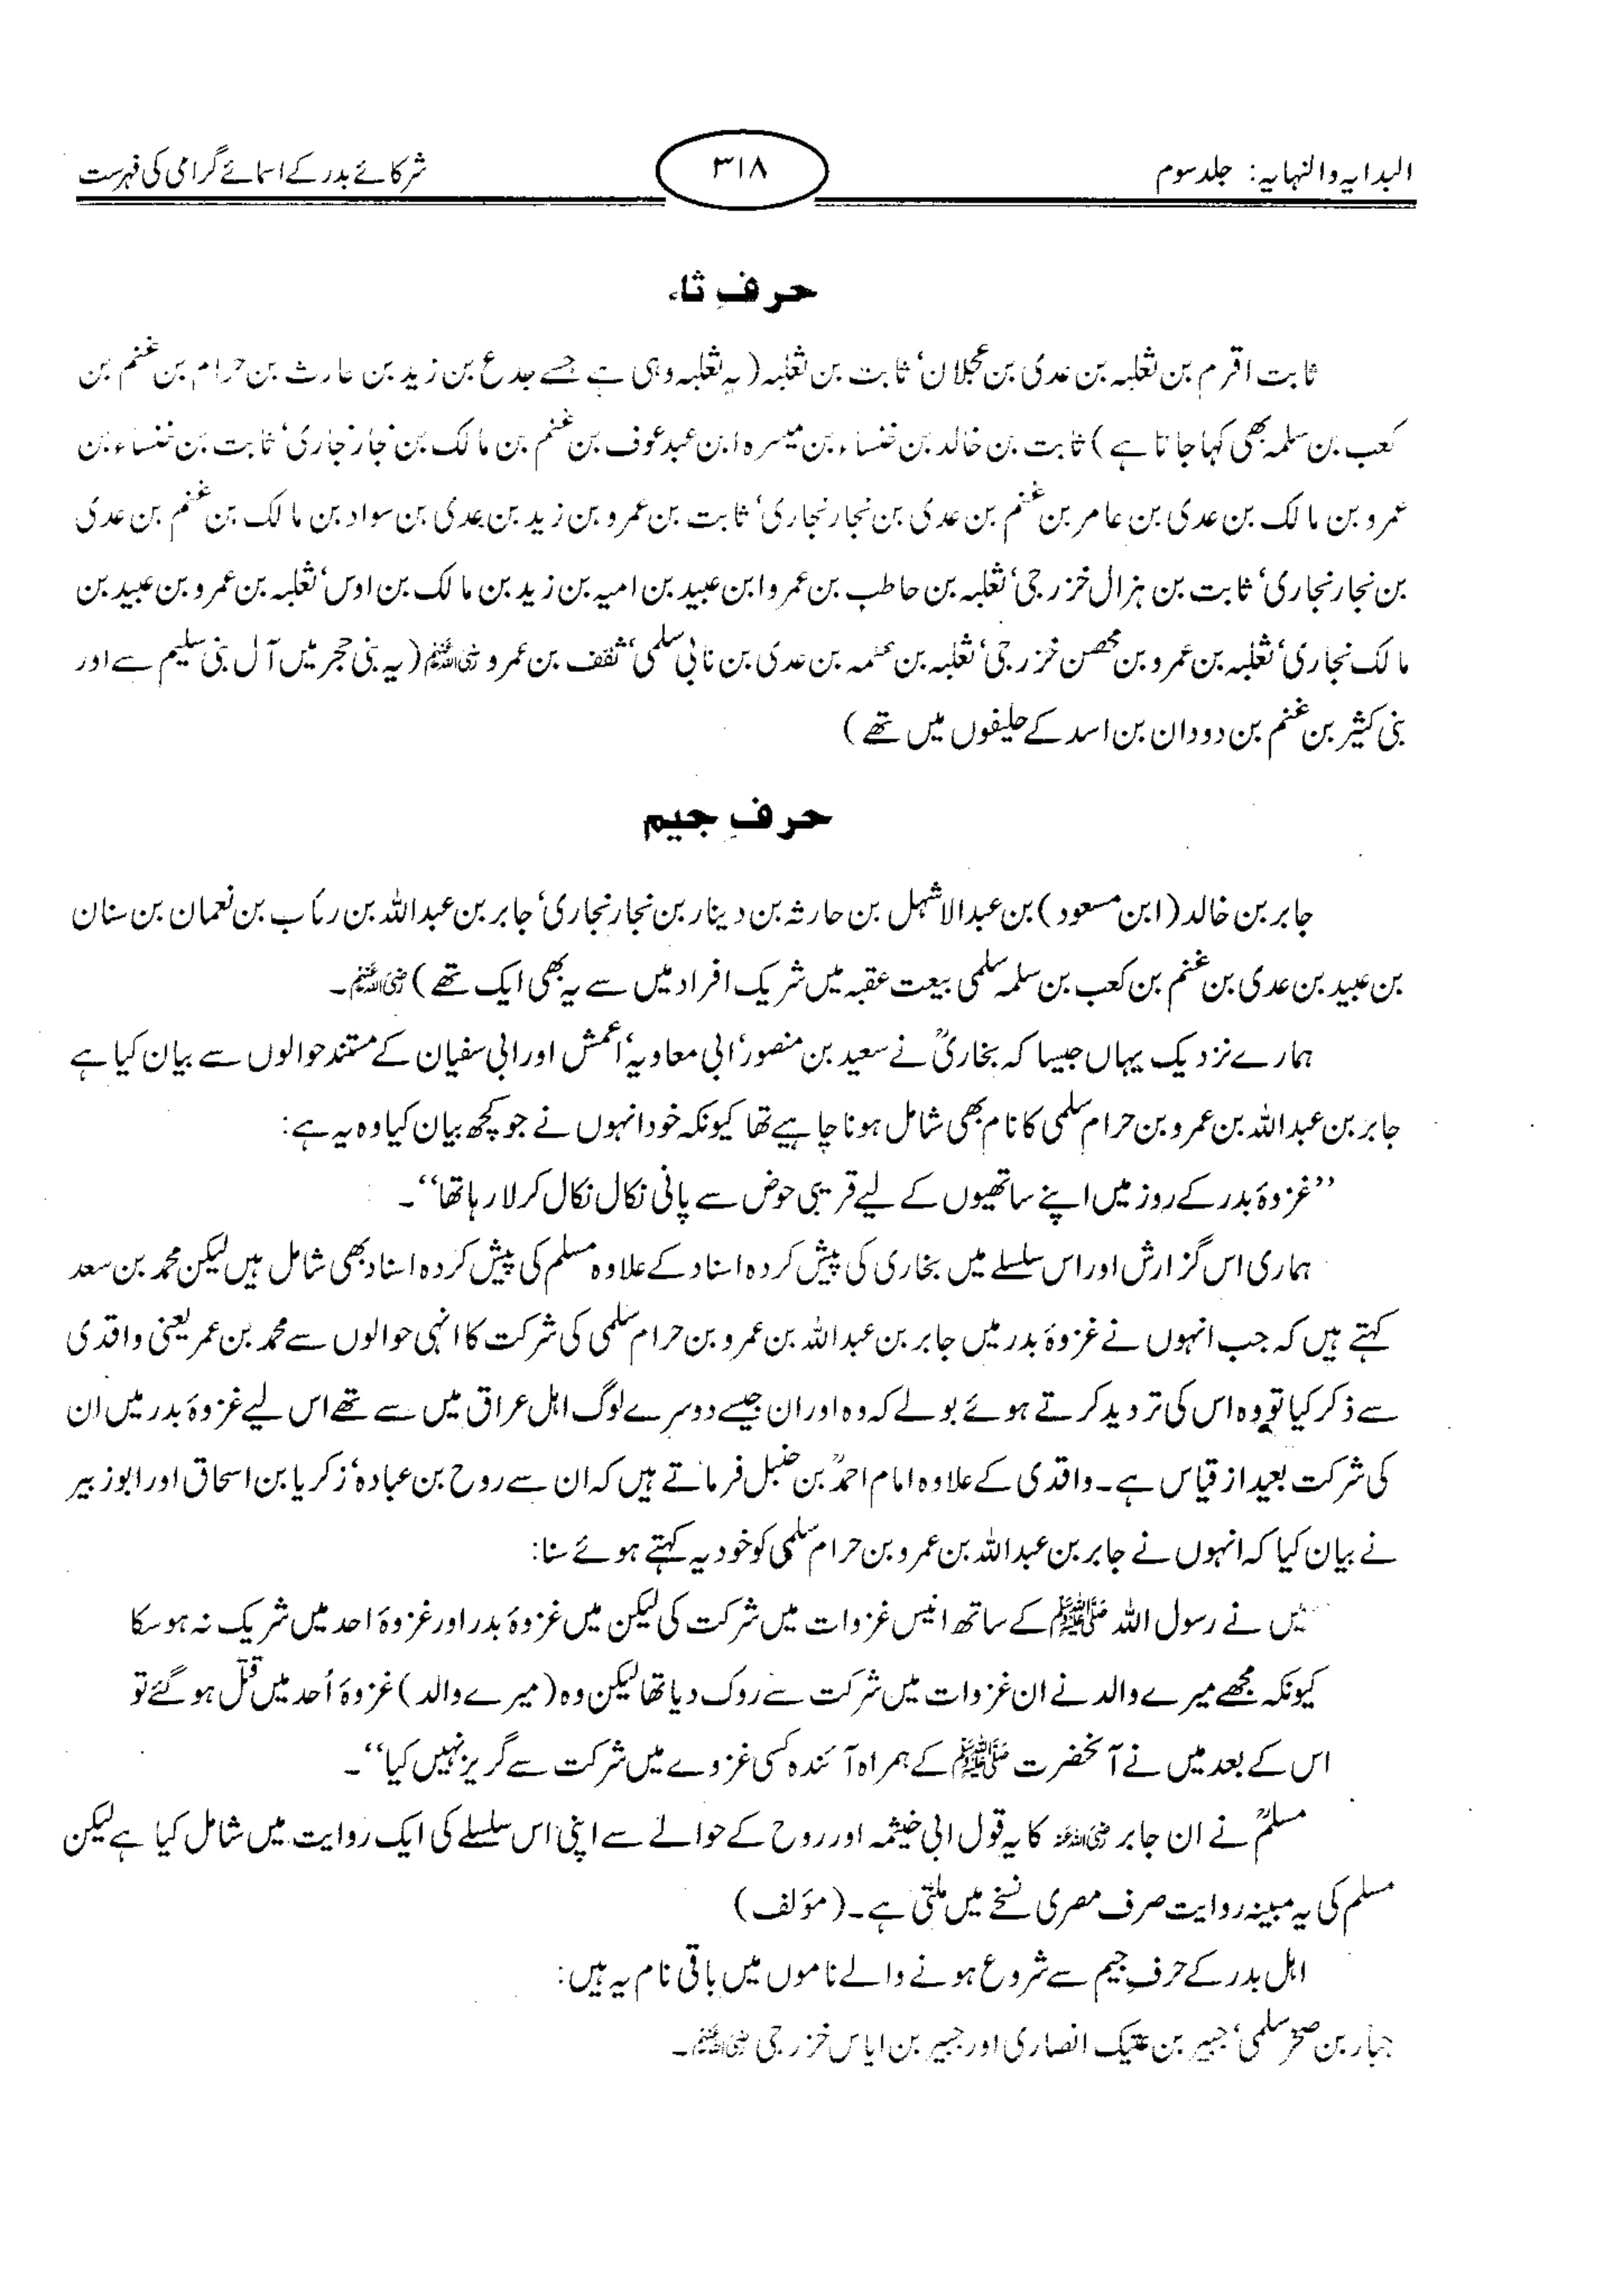 البدایہ والنہایہ: جلد سوم
۳۱۸
شرکائے بدر کے اسمائے گرامی کی فہرست
حرفِ ثاء
ثابت اقرم بن ثعلبہ بن عدی بن عجلان‘ ثابت بن ثعلبہ (یہ ثعلبہ وہی ہے جسے جدع بن زید بن حارث بن حرام بن غنم بن
کعب بن سلمہ بھی کہا جاتا ہے) ثابت بن خالد بن خنساء بن میسرہ ابن عبدعوف بن غنم بن مالک بن نجار نجاری‘ ثابت بن خنساء بن
عمرو بن مالک بن عدی بن عامر بن غنم بن عدی بن نجار نجاری‘ ثابت بن عمرو بن زید بن عدی بن سواد بن مالک بن غنم بن عدی
بن نجار نجاری‘ ثابت بن ہزال خزرجی‘ ثعلبہ بن حاطب بن عمرو ابن عبید بن امیہ بن زید بن مالک بن اوس‘ ثعلبہ بن عمرو بن عبید بن
مالک نجاری‘ ثعلبہ بن عمرو بن محصن خزرجی‘ ثعلبہ بن عنمہ بن عدی بن نابی سلمی‘ ثقف بن عمرو رضی اللہ عنہم (یہ بنی حجر میں آل بنی سلیم سے اور
بنی کثیر بن غنم بن دودان بن اسد کے حلیفوں میں تھے)
حرفِ جیم
جابر بن خالد (ابن مسعود) بن عبدالاشہل بن حارثہ بن دینار بن نجار نجاری‘ جابر بن عبداللہ بن رئاب بن نعمان بن سنان
بن عبید بن عدی بن غنم بن کعب بن سلمہ سلمی بیعت عقبہ میں شریک افراد میں سے یہ بھی ایک تھے) رضی اللہ عنہم۔
ہمارے نزدیک یہاں جیسا کہ بخاریؒ نے سعید بن منصور‘ ابی معاویہ‘ اعمش اور ابی سفیان کے مستند حوالوں سے بیان کیا ہے
جابر بن عبداللہ بن عمرو بن حرام سلمی کا نام بھی شامل ہونا چاہیے تھا کیونکہ خود انہوں نے جو کچھ بیان کیا وہ یہ ہے:
’’غزوۂ بدر کے روز میں اپنے ساتھیوں کے لیے قریبی حوض سے پانی نکال نکال کر لا رہا تھا‘‘۔
ہماری اس گزارش اور اس سلسلے میں بخاری کی پیش کردہ اسناد کے علاوہ مسلم کی پیش کردہ اسناد بھی شامل ہیں لیکن محمد بن سعد
کہتے ہیں کہ جب انہوں نے غزوۂ بدر میں جابر بن عبداللہ بن عمرو بن حرام سلمی کی شرکت کا انہی حوالوں سے محمد بن عمر یعنی واقدی
سے ذکر کیا تو وہ اس کی تردید کرتے ہوئے بولے کہ وہ اور ان جیسے دوسرے لوگ اہل عراق میں سے تھے اس لیے غزوۂ بدر میں ان
کی شرکت بعید از قیاس ہے۔ واقدی کے علاوہ امام احمدؒ بن حنبل فرماتے ہیں کہ ان سے روح بن عبادہ‘ زکریا بن اسحاق اور ابوزبیر
نے بیان کیا کہ انہوں نے جابر بن عبداللہ بن عمرو بن حرام سلمی کو خود یہ کہتے ہوئے سنا:
’’میں نے رسول اللہ ﷺ کے ساتھ انیس غزوات میں شرکت کی لیکن میں غزوۂ بدر اور غزوۂ احد میں شریک نہ ہو سکا
کیونکہ مجھے میرے والد نے ان غزوات میں شرکت سے روک دیا تھا لیکن وہ (میرے والد) غزوۂ اُحد میں قتل ہو گئے تو
اس کے بعد میں نے آنحضرت ﷺ کے ہمراہ آئندہ کسی غزوے میں شرکت سے گریز نہیں کیا‘‘۔
مسلمؒ نے ان جابر رضی اللہ عنہ کا یہ قول ابی خیثمہ اور روح کے حوالے سے اپنی اس سلسلے کی ایک روایت میں شامل کیا ہے لیکن
مسلم کی یہ مبینہ روایت صرف مصری نسخے میں ملتی ہے۔ (مؤلف)
اہل بدر کے حرفِ جیم سے شروع ہونے والے ناموں میں باقی نام یہ ہیں:
جبار بن صخر سلمی‘ جبیر بن عتیک انصاری اور جبیر بن ایاس خزرجی رضی اللہ عنہم۔